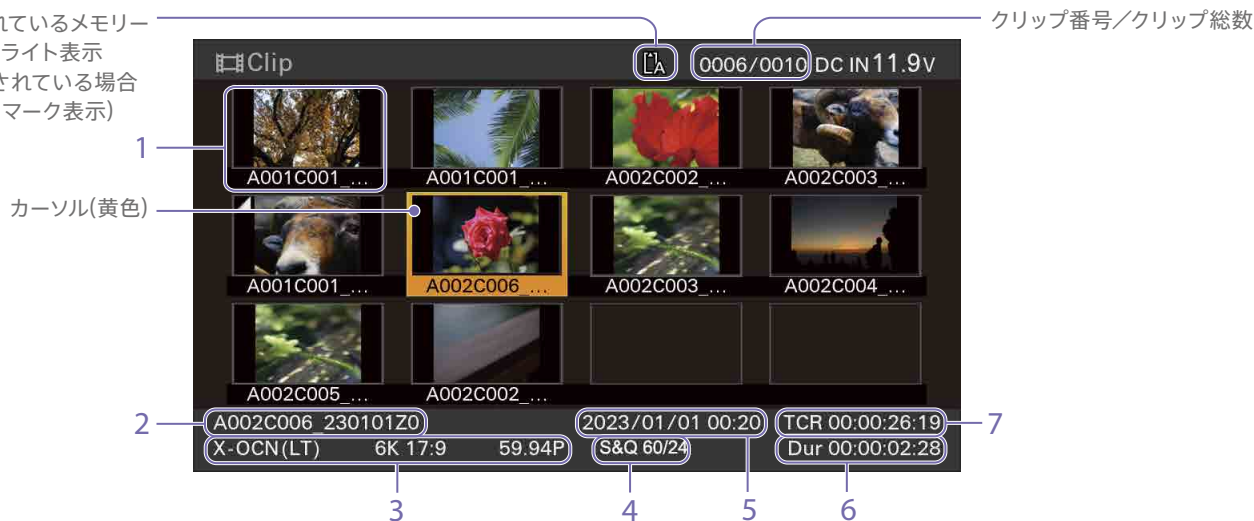 れているメモリー
ライト表示
されている場合
マーク表示)
クリップ番号／クリップ総数
Clip
A
0006/0010 DC IN 11.9V
1
A001C001_...
A001C001_...
A002C002_...
A002C003_...
カーソル(黄色)
A001C001_...
A002C006_...
A002C003_...
A002C004_...
A002C005_...
A002C002_...
2
A002C006_230101Z0
2023/01/01 00:20
TCR 00:00:26:19
7
X-OCN(LT)
6K 17:9
59.94P
S&Q 60/24
Dur 00:00:02:28
3
4
5
6